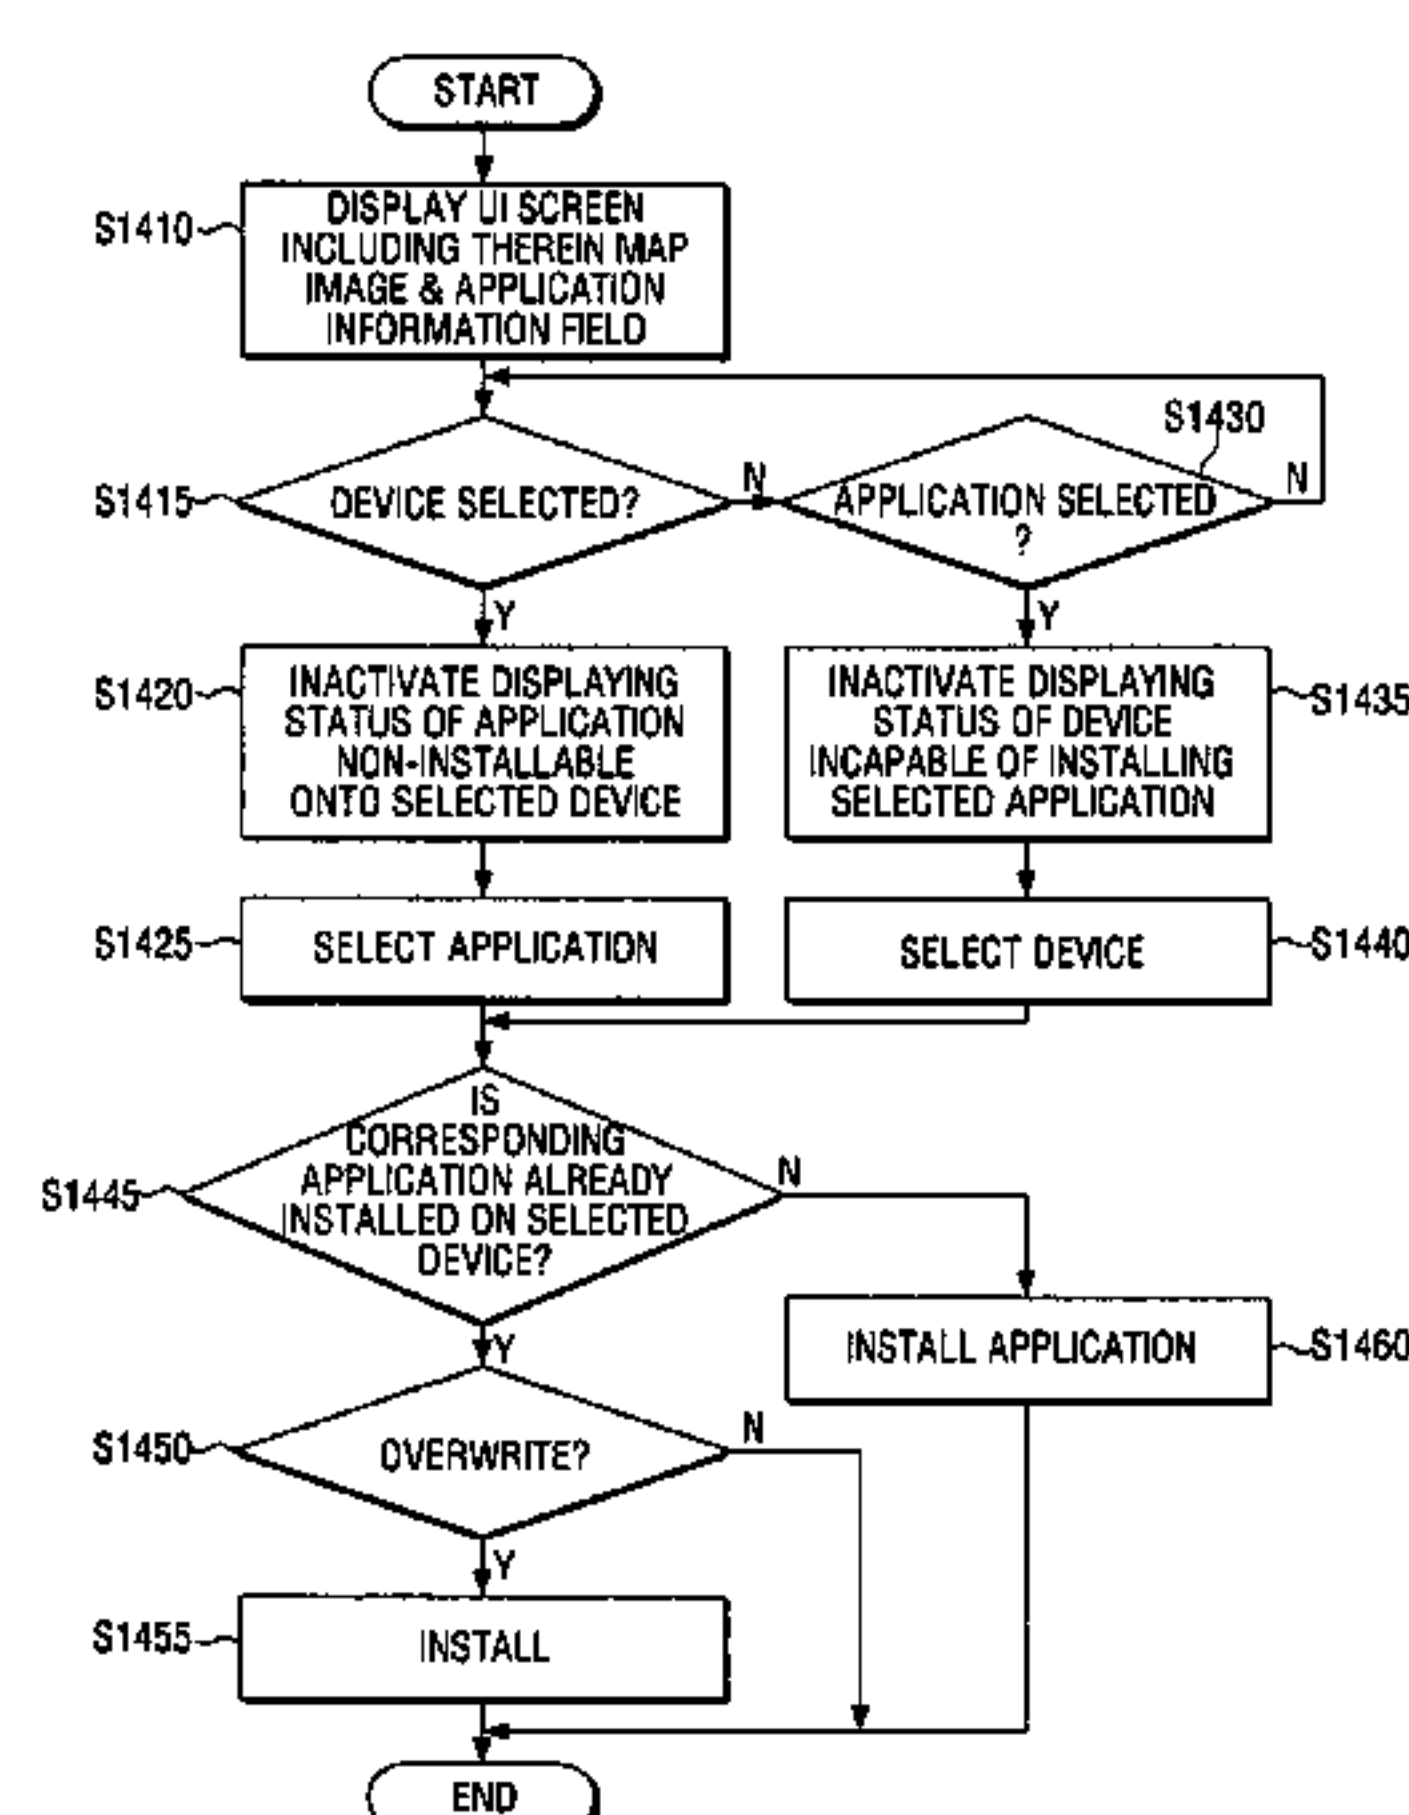 START
S1410
DISPLAY UI SCREEN
INCLUDING THEREIN MAP
IMAGE & APPLICATION
INFORMATION FIELD
S1415
DEVICE SELECTED?
N
S1430
APPLICATION SELECTED
?
N
Y
Y
S1420
INACTIVATE DISPLAYING
STATUS OF APPLICATION
NON-INSTALLABLE
ONTO SELECTED DEVICE
INACTIVATE DISPLAYING
STATUS OF DEVICE
INCAPABLE OF INSTALLING
SELECTED APPLICATION
S1435
S1425
SELECT APPLICATION
SELECT DEVICE
S1440
S1445
IS
CORRESPONDING
APPLICATION ALREADY
INSTALLED ON SELECTED
DEVICE?
N
Y
INSTALL APPLICATION
S1460
S1450
OVERWRITE?
N
Y
S1455
INSTALL
END